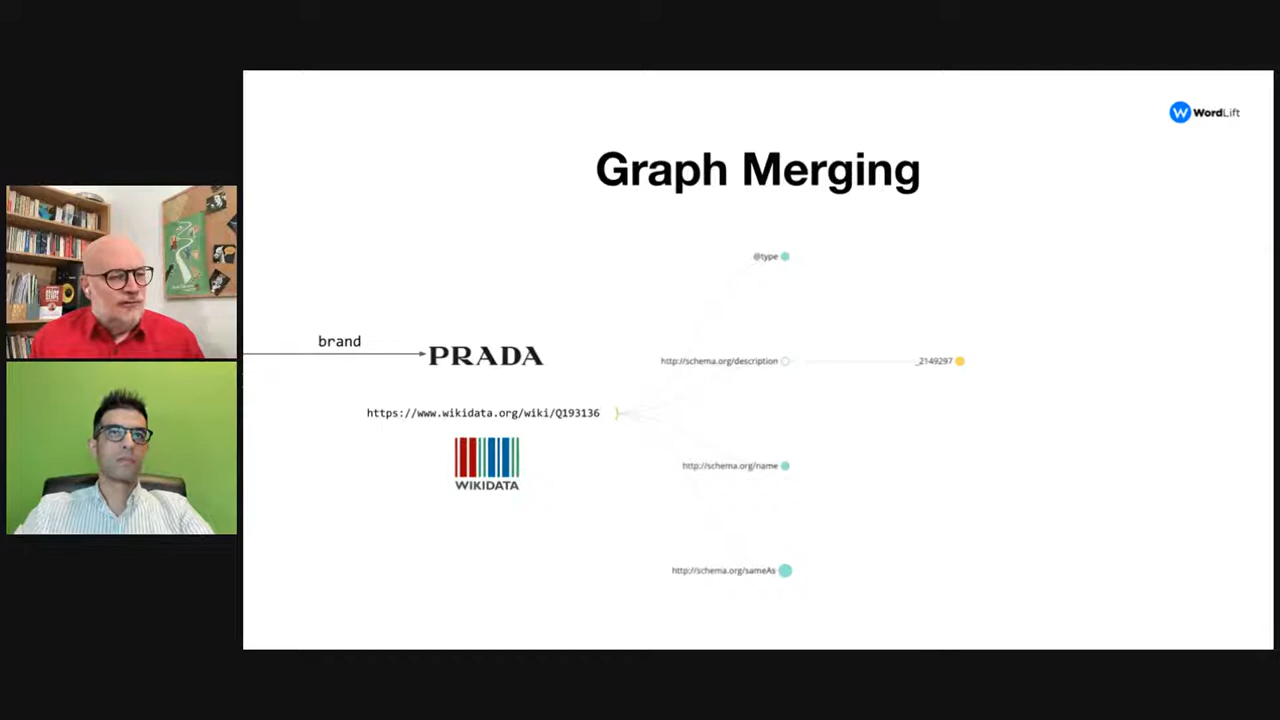 WordLift
Graph Merging
@type
brand
PRADA
http://schema.org/description
_2149297
https://www.wikidata.org/wiki/Q193136
WIKIDATA
http://schema.org/name
http://schema.org/sameAs